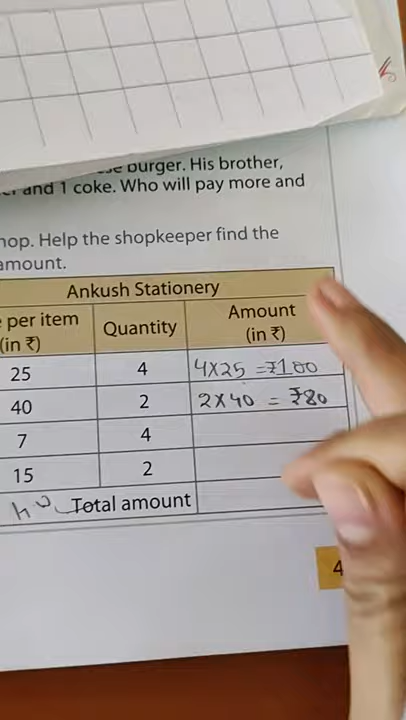 burger. His brother,
and 1 coke. Who will pay more and
hop. Help the shopkeeper find the
amount.
Ankush Stationery
per item (in ₹) Quantity Amount (in ₹)
25 4 4×25 =₹100
40 2 2×40 = ₹80
7 4
15 2
Total amount
4